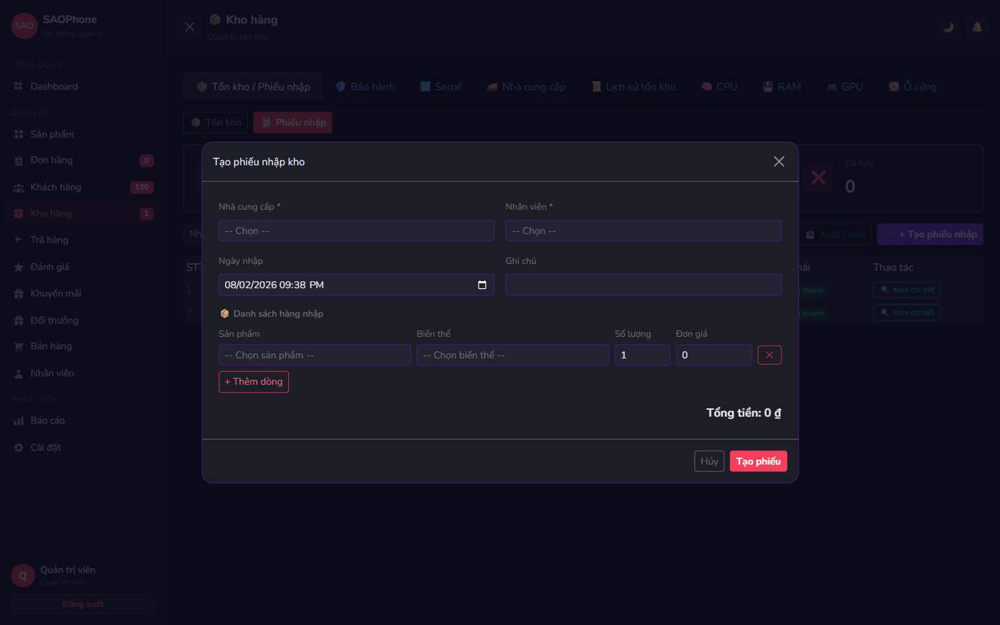 SAO
SAOPhone
Hệ thống quản lý
TỔNG QUAN
Dashboard
QUẢN LÝ
Sản phẩm
Đơn hàng 0
Khách hàng 130
Kho hàng 1
Trả hàng
Đánh giá
Khuyến mãi
Đổi thưởng
Bán hàng
Nhân viên
PHÂN TÍCH
Báo cáo
Cài đặt
Q
Quản trị viên
Quản trị viên
Đăng xuất
Kho hàng
Quản lý tồn kho
Tồn kho / Phiếu nhập Bảo hành Serial Nhà cung cấp Lịch sử tồn kho CPU RAM GPU Ổ cứng
Tồn kho Phiếu nhập
Đã hủy
0
Xuất Excel + Tạo phiếu nhập
Thao tác
1 thành Xem chi tiết
2 thành Xem chi tiết
Tạo phiếu nhập kho
Nhà cung cấp * Nhân viên *
-- Chọn -- -- Chọn --
Ngày nhập Ghi chú
08/02/2026 09:38 PM
Danh sách hàng nhập
Sản phẩm Biến thể Số lượng Đơn giá
-- Chọn sản phẩm -- -- Chọn biến thể -- 1 0
+ Thêm dòng
Tổng tiền: 0 ₫
Hủy Tạo phiếu